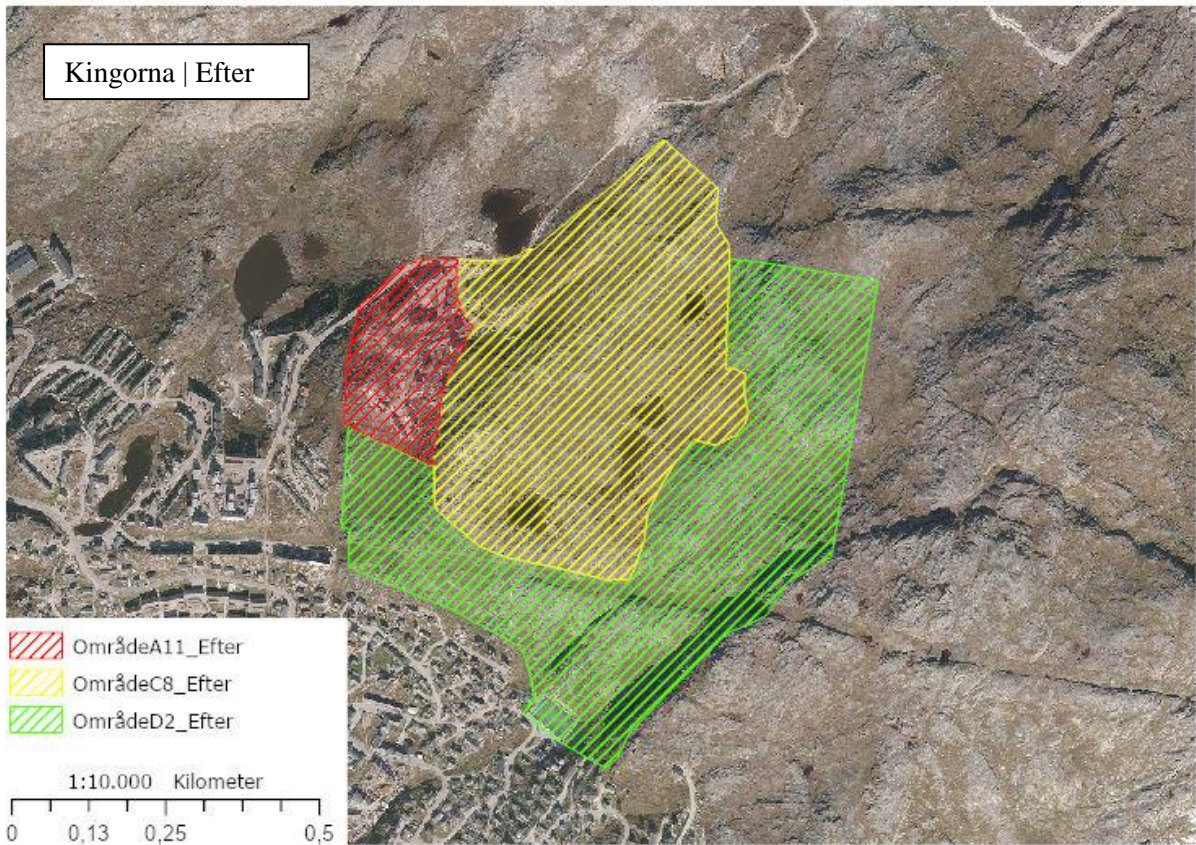 Kingorna | Efter
OmrådeA11_Efter
OmrådeC8_Efter
OmrådeD2_Efter
1:10.000 Kilometer
0 0,13 0,25 0,5